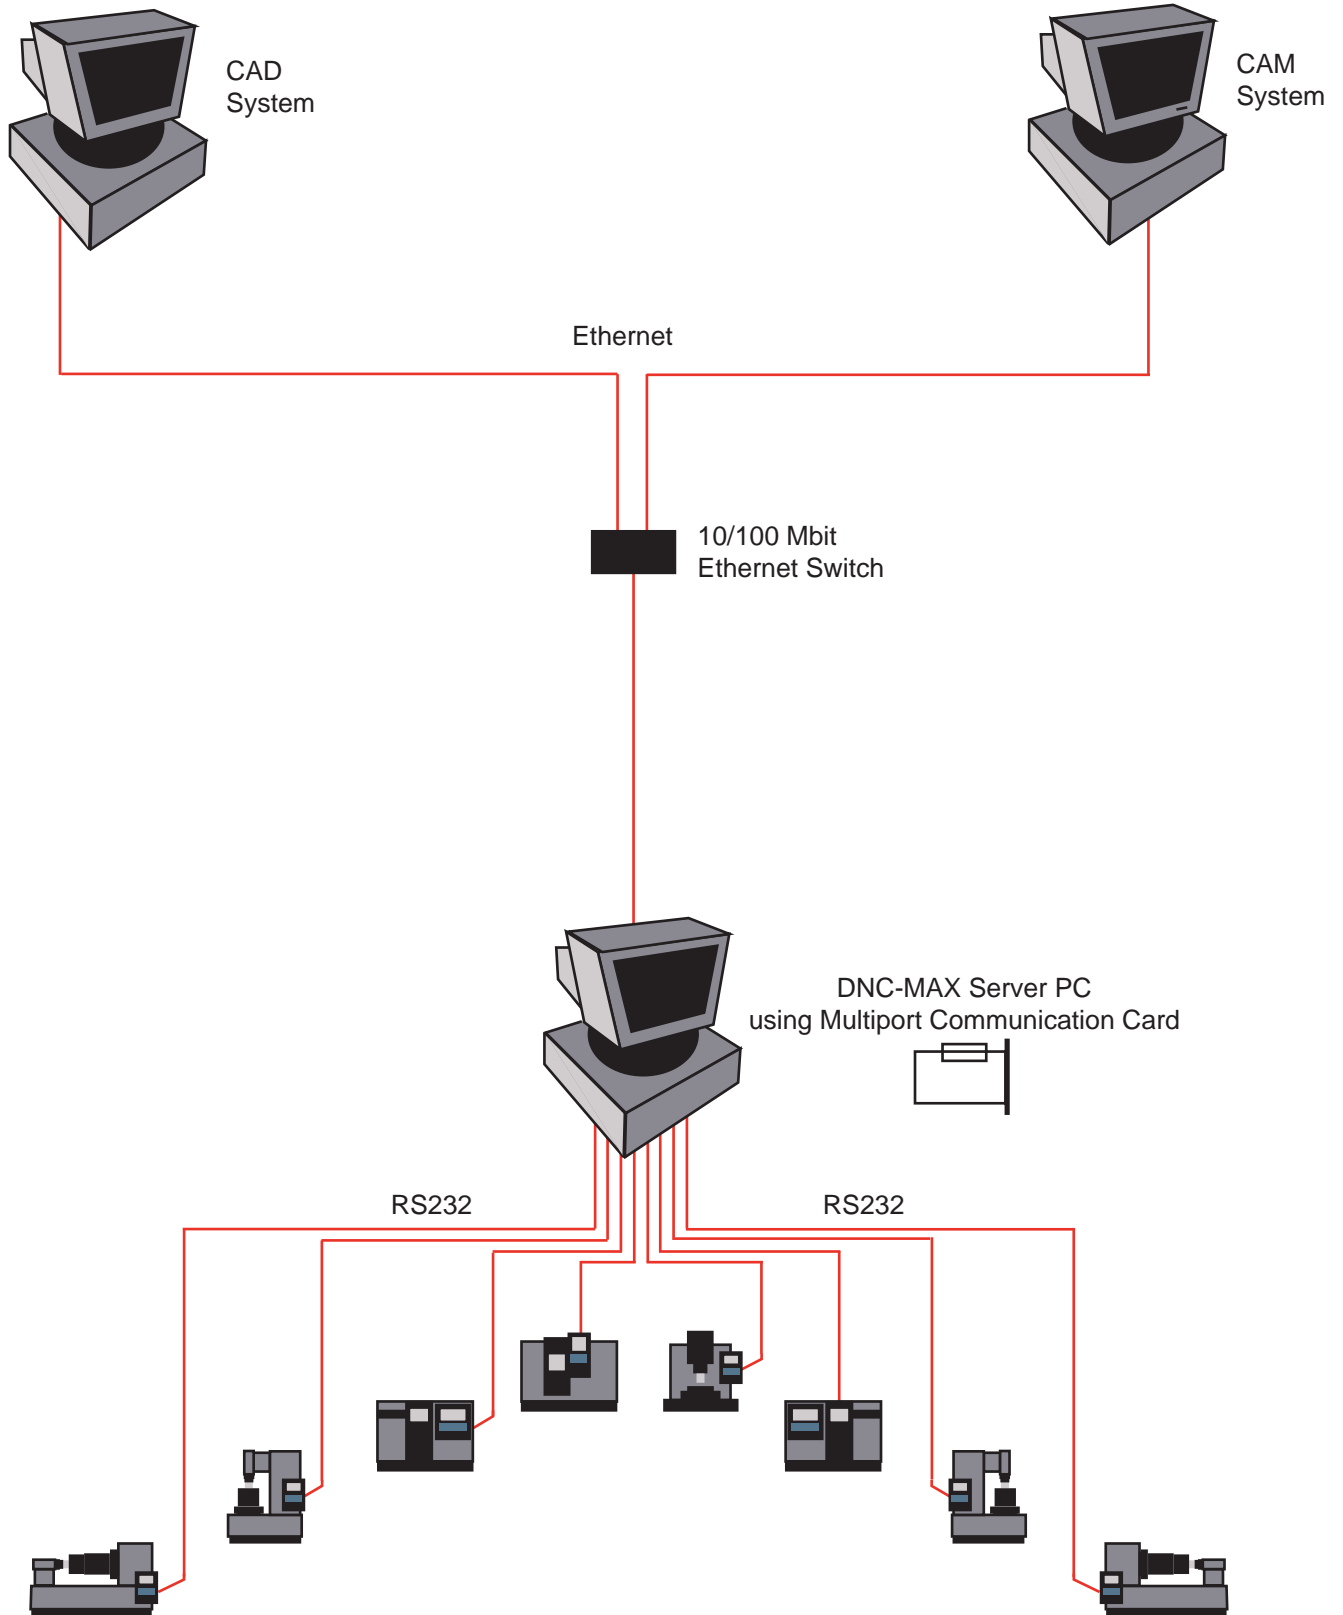 CAD
System
CAM
System
Ethernet
10/100 Mbit
Ethernet Switch
DNC-MAX Server PC
using Multiport Communication Card
RS232
RS232